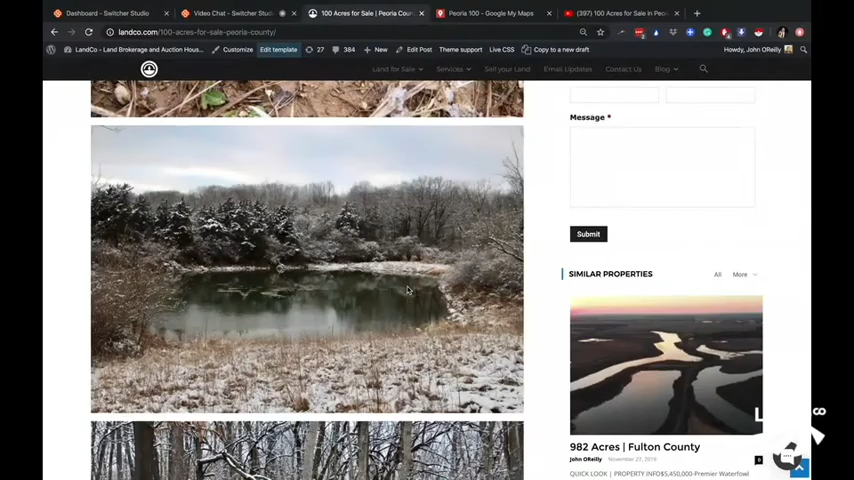 Dashboard - Switcher Studio
Video Chat - Switcher Studi
100 Acres for Sale | Peoria Coun
Peoria 100 - Google My Maps
(397) 100 Acres for Sale in Peo
landco.com/100-acres-for-sale-peoria-county/
LandCo - Land Brokerage and Auction Hous...
Customize
Edit template
27
384
New
Edit Post
Theme support
Live CSS
Copy to a new draft
Howdy, John OReilly
Land for Sale
Services
Sell your Land
Email Updates
Contact Us
Blog
Message *
Submit
SIMILAR PROPERTIES
All
More
982 Acres | Fulton County
John OReilly
November 27, 2019
0
QUICK LOOK | PROPERTY INFO$5,450,000-Premier Waterfowl